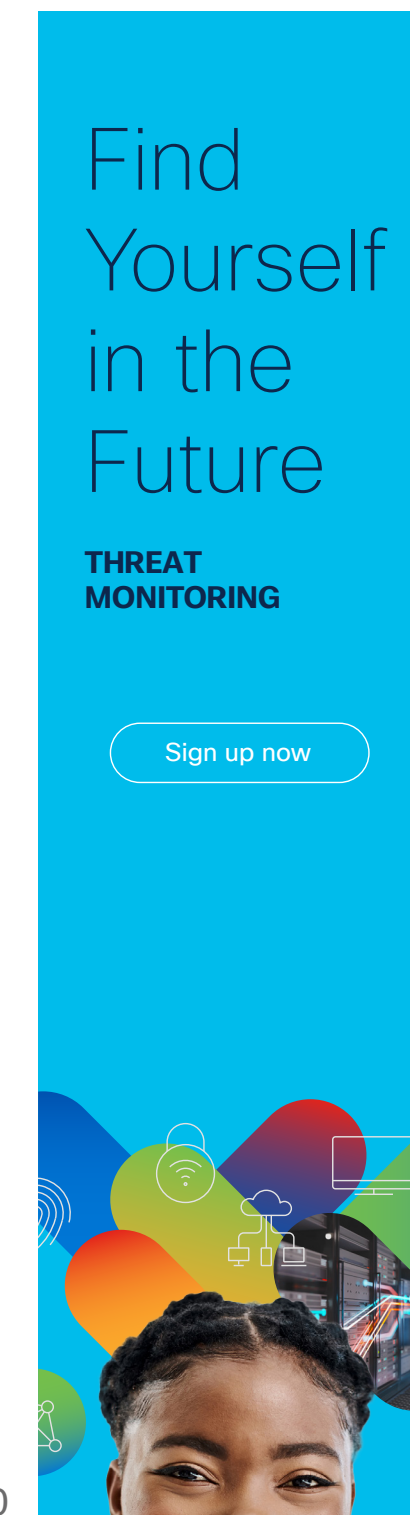 Find
Yourself
in the
Future
THREAT
MONITORING
Sign up now